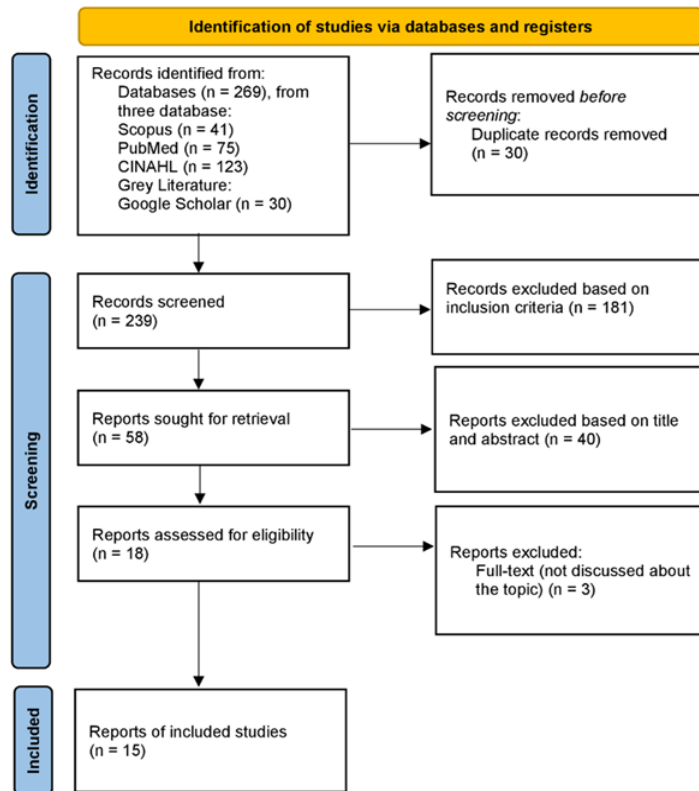 Identification of studies via databases and registers
Identification
Records identified from:
Databases (n = 269), from
three database:
Scopus (n = 41)
PubMed (n = 75)
CINAHL (n = 123)
Grey Literature:
Google Scholar (n = 30)
Records removed before
screening:
Duplicate records removed
(n = 30)
Screening
Records screened
(n = 239)
Records excluded based on
inclusion criteria (n = 181)
Reports sought for retrieval
(n = 58)
Reports excluded based on title
and abstract (n = 40)
Reports assessed for eligibility
(n = 18)
Reports excluded:
Full-text (not discussed about
the topic) (n = 3)
Included
Reports of included studies
(n = 15)